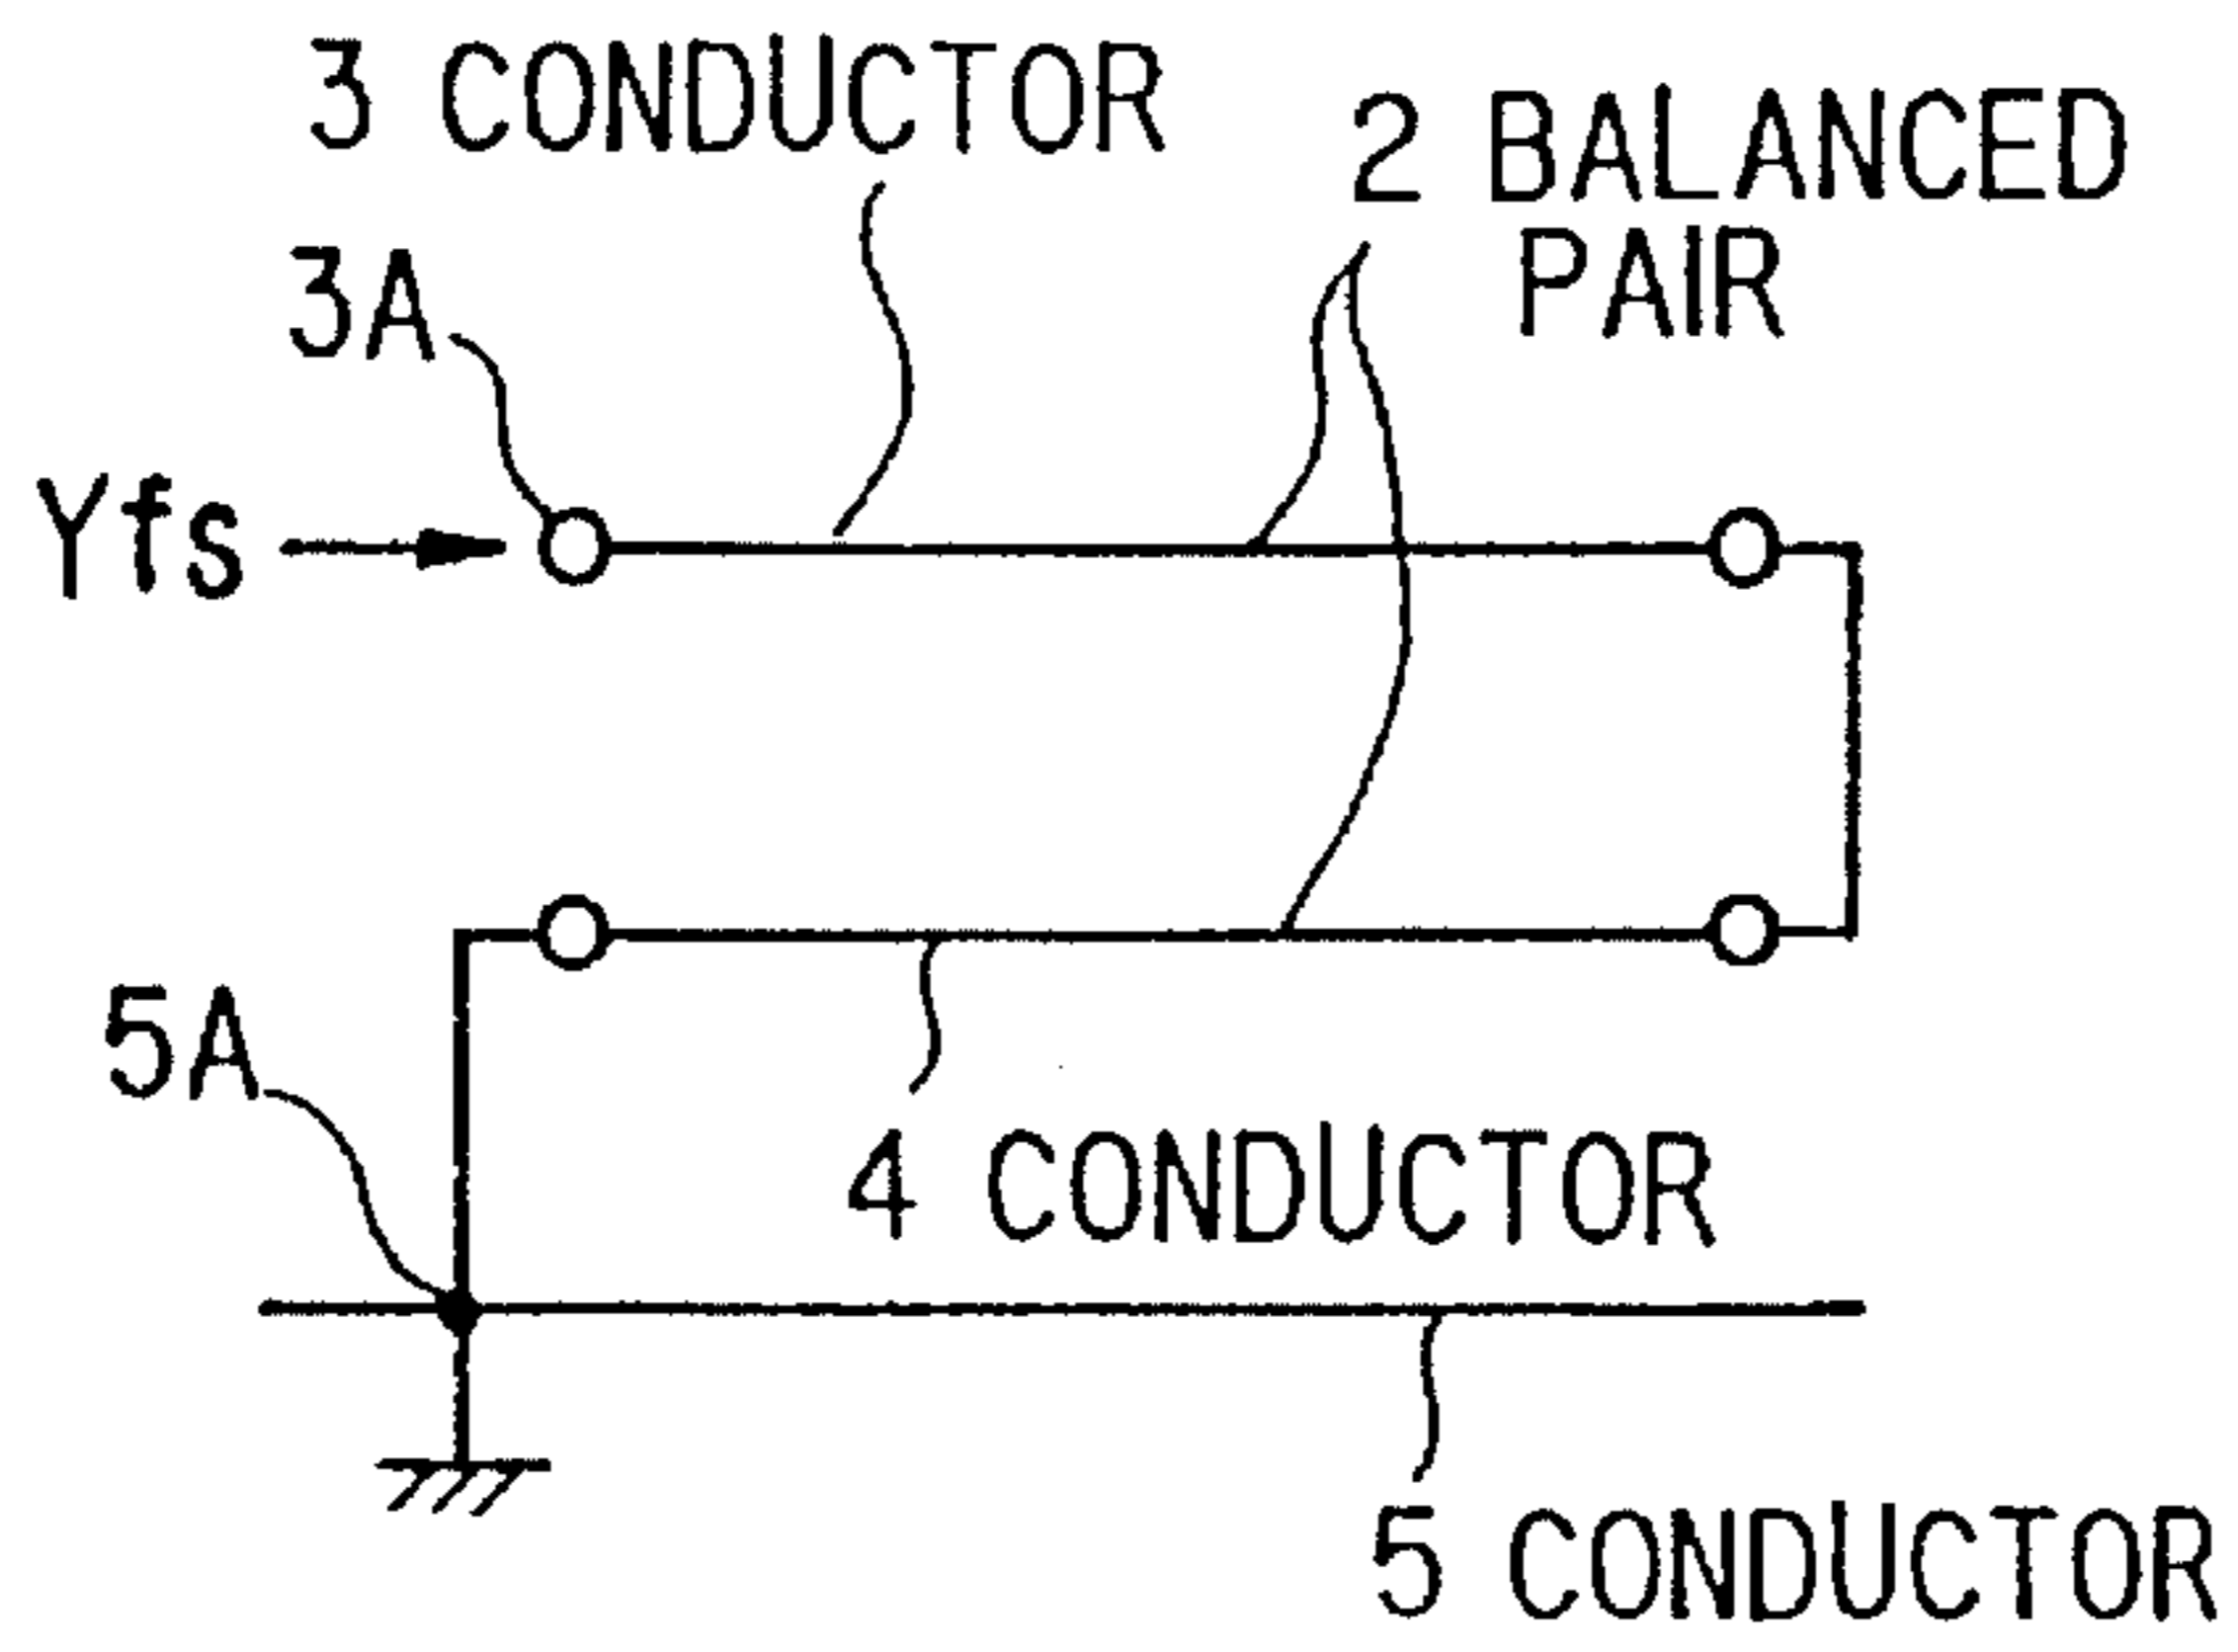 3 CONDUCTOR
2 BALANCED
PAIR
3A
Yfs
5A
4 CONDUCTOR
5 CONDUCTOR